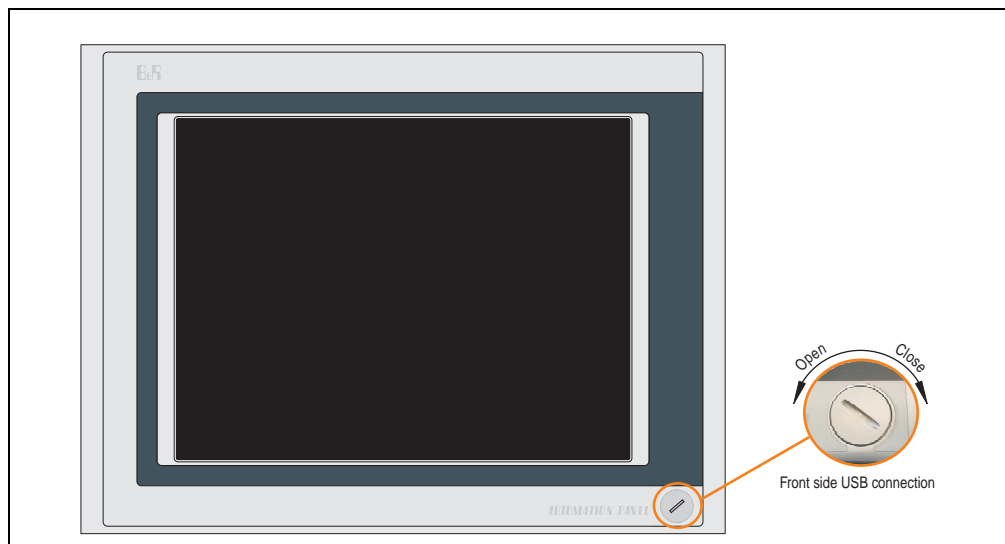 B&R
Open
Close
Front side USB connection
AUTOMATION PANEL